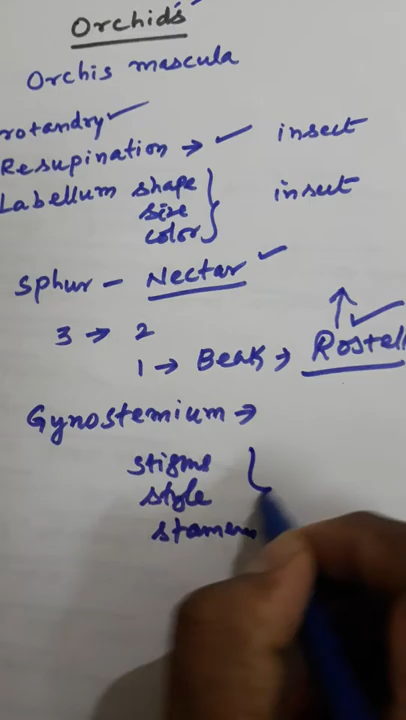 Orchids
Orchis mascula
rotandry
Resupination → insect
Labellum shape
size
color
insect
Sphur - Nectar
3 → 2
1 → Beak → Rostell
Gynostemium →
stigma
style
stamen